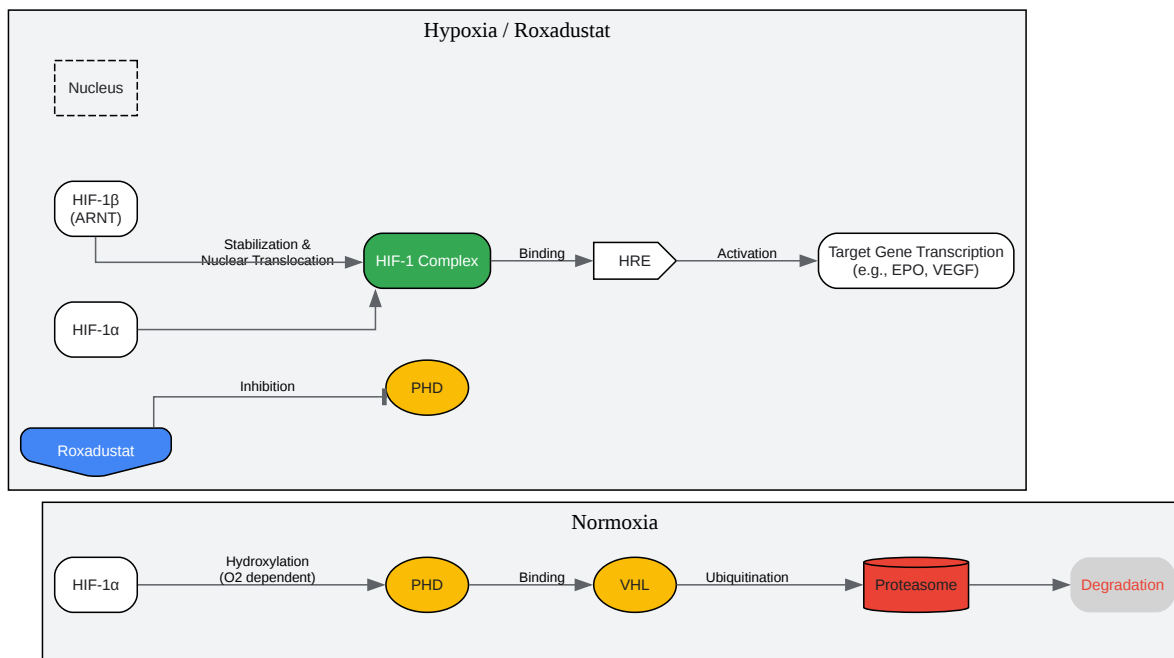 Hypoxia / Roxadustat
Nucleus
HIF-1β
(ARNT)
Stabilization &
Nuclear Translocation
HIF-1 Complex
Binding
HRE
Activation
Target Gene Transcription
(e.g., EPO, VEGF)
HIF-1α
PHD
Inhibition
Roxadustat
Normoxia
HIF-1α
Hydroxylation
(O2 dependent)
PHD
Binding
VHL
Ubiquitination
Proteasome
Degradation